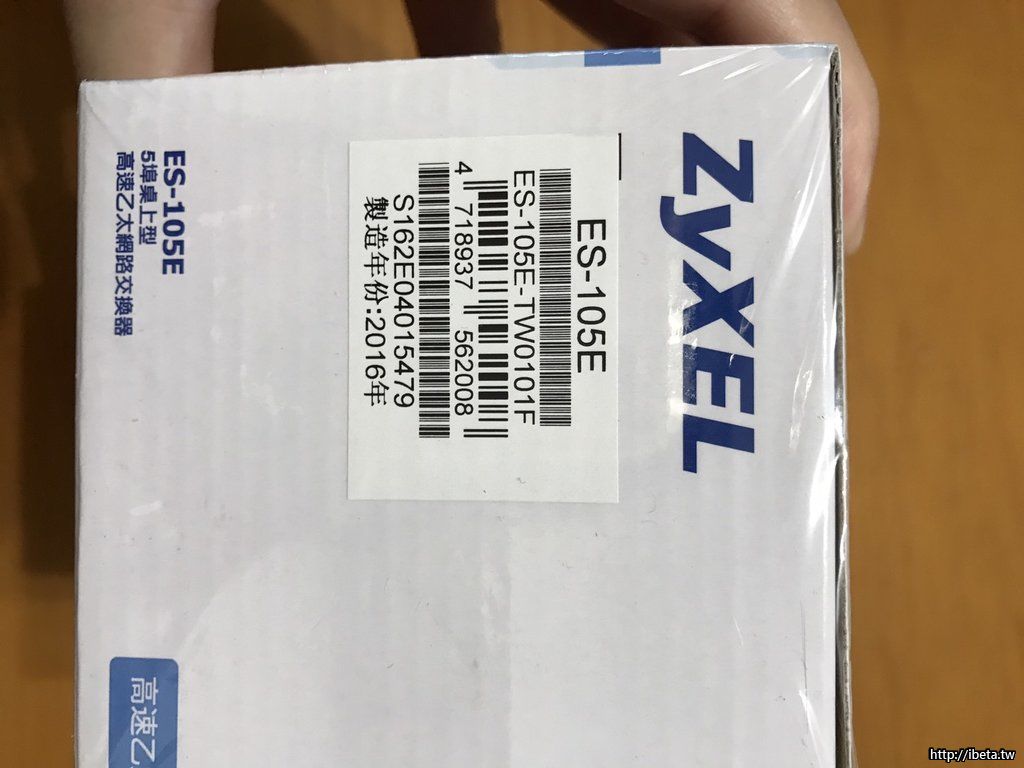 ZyXEL
ES-105E
ES-105E-TW0101F
4 718937 562008
S162E04015479
製造年份:2016年
ES-105E
5埠桌上型
高速乙太網路交換器
高速乙
http://ibeta.tw